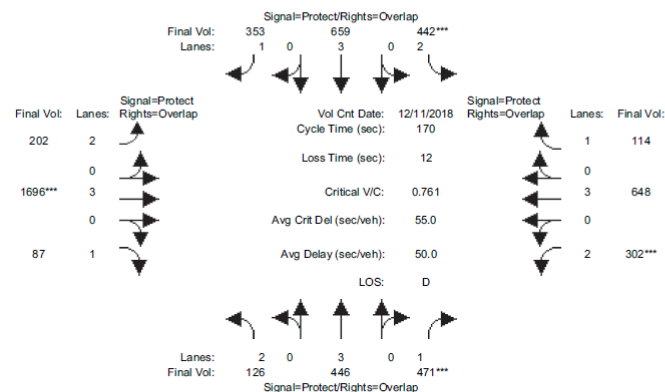 Signal=Protect/Rights=Overlap
Final Vol: 353 659 442***
Lanes: 1 0 3 0 2
Signal=Protect Signal=Protect
Final Vol: Lanes: Rights=Overlap Vol Cnt Date: 12/11/2018 Rights=Overlap Lanes: Final Vol:
Cycle Time (sec): 170
202 2 1 114
Loss Time (sec): 12
0 0
1696*** 3 Critical V/C: 0.761 3 648
0 Avg Crit Del (sec/veh): 55.0 0
87 1 Avg Delay (sec/veh): 50.0 2 302***
LOS: D
Lanes: 2 0 3 0 1
Final Vol: 126 446 471***
Signal=Protect/Rights=Overlap